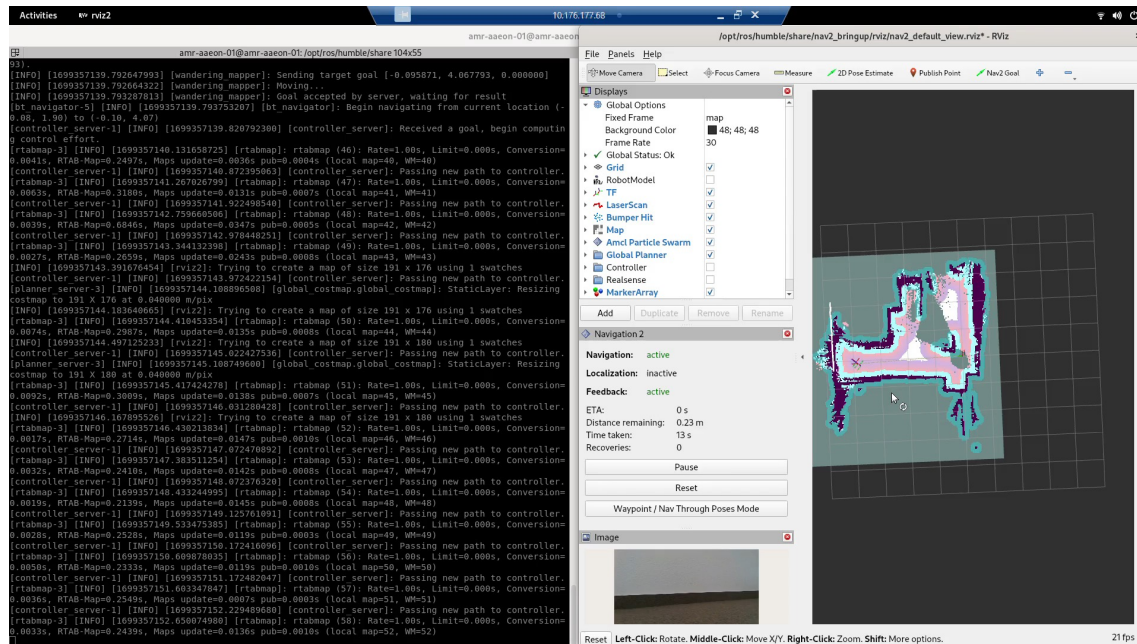 Activities
rviz2
10.176.177.68
amr-aaeon-01@amr-aaeon
amr-aaeon-01@amr-aaeon-01: /opt/ros/humble/share 104x55
93).
[INFO] [1699357139.792647993] [wandering_mapper]: Sending target goal [-0.095871, 4.067793, 0.000000]
[INFO] [1699357139.792664322] [wandering_mapper]: Moving...
[INFO] [1699357139.793287813] [wandering_mapper]: Goal accepted by server, waiting for result
[bt_navigator-5] [INFO] [1699357139.793753207] [bt_navigator]: Begin navigating from current location (-
0.08, 1.90) to (-0.10, 4.07)
[controller_server-1] [INFO] [1699357139.820792300] [controller_server]: Received a goal, begin computin
g control effort.
[rtabmap-3] [INFO] [1699357140.131658725] [rtabmap]: rtabmap (46): Rate=1.00s, Limit=0.000s, Conversion=
0.0041s, RTAB-Map=0.2497s, Maps update=0.0036s pub=0.0004s (local map=40, WM=40)
[controller_server-1] [INFO] [1699357140.872395063] [controller_server]: Passing new path to controller.
[rtabmap-3] [INFO] [1699357141.267026799] [rtabmap]: rtabmap (47): Rate=1.00s, Limit=0.000s, Conversion=
0.0063s, RTAB-Map=0.3180s, Maps update=0.0131s pub=0.0007s (local map=41, WM=41)
[controller_server-1] [INFO] [1699357141.922498540] [controller_server]: Passing new path to controller.
[rtabmap-3] [INFO] [1699357142.759660506] [rtabmap]: rtabmap (48): Rate=1.00s, Limit=0.000s, Conversion=
0.0039s, RTAB-Map=0.6846s, Maps update=0.0347s pub=0.0005s (local map=42, WM=42)
[controller_server-1] [INFO] [1699357142.978448251] [controller_server]: Passing new path to controller.
[rtabmap-3] [INFO] [1699357143.344132398] [rtabmap]: rtabmap (49): Rate=1.00s, Limit=0.000s, Conversion=
0.0027s, RTAB-Map=0.2659s, Maps update=0.0243s pub=0.0008s (local map=43, WM=43)
[INFO] [1699357143.391676454] [rviz2]: Trying to create a map of size 191 x 176 using 1 swatches
[controller_server-1] [INFO] [1699357143.972422154] [controller_server]: Passing new path to controller.
[planner_server-3] [INFO] [1699357144.108896508] [global_costmap.global_costmap]: StaticLayer: Resizing
costmap to 191 X 176 at 0.040000 m/pix
[INFO] [1699357144.183640665] [rviz2]: Trying to create a map of size 191 x 176 using 1 swatches
[rtabmap-3] [INFO] [1699357144.410453354] [rtabmap]: rtabmap (50): Rate=1.00s, Limit=0.000s, Conversion=
0.0074s, RTAB-Map=0.2987s, Maps update=0.0135s pub=0.0008s (local map=44, WM=44)
[INFO] [1699357144.497125233] [rviz2]: Trying to create a map of size 191 x 180 using 1 swatches
[controller_server-1] [INFO] [1699357145.022427536] [controller_server]: Passing new path to controller.
[planner_server-3] [INFO] [1699357145.108749600] [global_costmap.global_costmap]: StaticLayer: Resizing
costmap to 191 X 180 at 0.040000 m/pix
[rtabmap-3] [INFO] [1699357145.417424278] [rtabmap]: rtabmap (51): Rate=1.00s, Limit=0.000s, Conversion=
0.0092s, RTAB-Map=0.3009s, Maps update=0.0138s pub=0.0007s (local map=45, WM=45)
[controller_server-1] [INFO] [1699357146.031280428] [controller_server]: Passing new path to controller.
[INFO] [1699357146.167895526] [rviz2]: Trying to create a map of size 191 x 180 using 1 swatches
[rtabmap-3] [INFO] [1699357146.430213834] [rtabmap]: rtabmap (52): Rate=1.00s, Limit=0.000s, Conversion=
0.0017s, RTAB-Map=0.2714s, Maps update=0.0147s pub=0.0010s (local map=46, WM=46)
[controller_server-1] [INFO] [1699357147.072470892] [controller_server]: Passing new path to controller.
[rtabmap-3] [INFO] [1699357147.383511254] [rtabmap]: rtabmap (53): Rate=1.00s, Limit=0.000s, Conversion=
0.0032s, RTAB-Map=0.2410s, Maps update=0.0142s pub=0.0008s (local map=47, WM=47)
[controller_server-1] [INFO] [1699357148.072376320] [controller_server]: Passing new path to controller.
[rtabmap-3] [INFO] [1699357148.433244995] [rtabmap]: rtabmap (54): Rate=1.00s, Limit=0.000s, Conversion=
0.0019s, RTAB-Map=0.2139s, Maps update=0.0145s pub=0.0008s (local map=48, WM=48)
[controller_server-1] [INFO] [1699357149.125761091] [controller_server]: Passing new path to controller.
[rtabmap-3] [INFO] [1699357149.533475385] [rtabmap]: rtabmap (55): Rate=1.00s, Limit=0.000s, Conversion=
0.0028s, RTAB-Map=0.2528s, Maps update=0.0119s pub=0.0003s (local map=49, WM=49)
[controller_server-1] [INFO] [1699357150.172416096] [controller_server]: Passing new path to controller.
[rtabmap-3] [INFO] [1699357150.609878035] [rtabmap]: rtabmap (56): Rate=1.00s, Limit=0.000s, Conversion=
0.0050s, RTAB-Map=0.2333s, Maps update=0.0119s pub=0.0010s (local map=50, WM=50)
[controller_server-1] [INFO] [1699357151.172482047] [controller_server]: Passing new path to controller.
[rtabmap-3] [INFO] [1699357151.603347847] [rtabmap]: rtabmap (57): Rate=1.00s, Limit=0.000s, Conversion=
0.0036s, RTAB-Map=0.2549s, Maps update=0.0007s pub=0.0003s (local map=51, WM=51)
[controller_server-1] [INFO] [1699357152.229489680] [controller_server]: Passing new path to controller.
[rtabmap-3] [INFO] [1699357152.650074980] [rtabmap]: rtabmap (58): Rate=1.00s, Limit=0.000s, Conversion=
0.0033s, RTAB-Map=0.2439s, Maps update=0.0136s pub=0.0010s (local map=52, WM=52)
/opt/ros/humble/share/nav2_bringup/rviz/nav2_default_view.rviz* - RViz
File Panels Help
Move Camera Select Focus Camera Measure 2D Pose Estimate Publish Point Nav2 Goal
Displays
Global Options
Fixed Frame map
Background Color 48; 48; 48
Frame Rate 30
Global Status: Ok
Grid
RobotModel
TF
LaserScan
Bumper Hit
Map
Amcl Particle Swarm
Global Planner
Controller
Realsense
MarkerArray
Add Duplicate Remove Rename
Navigation 2
Navigation: active
Localization: inactive
Feedback: active
ETA: 0 s
Distance remaining: 0.23 m
Time taken: 13 s
Recoveries: 0
Pause
Reset
Waypoint / Nav Through Poses Mode
Image
Reset Left-Click: Rotate. Middle-Click: Move X/Y. Right-Click: Zoom. Shift: More options. 21 fps